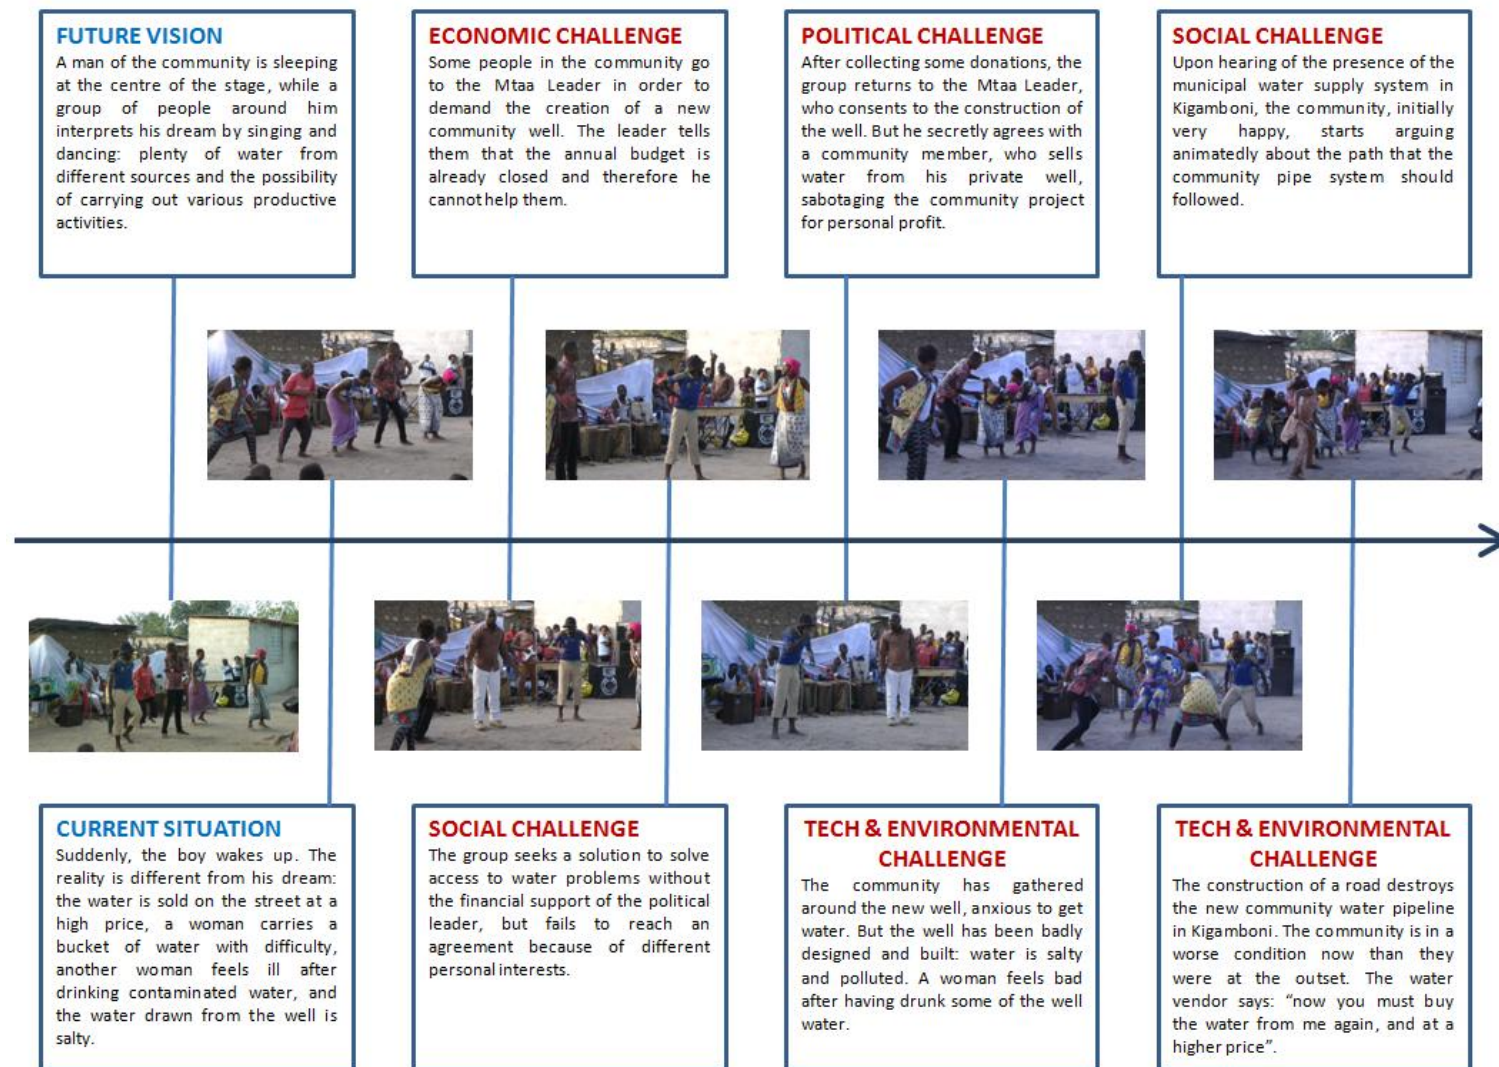 FUTURE VISION
A man of the community is sleeping
at the centre of the stage, while a
group of people around him
interprets his dream by singing and
dancing: plenty of water from
different sources and the possibility
of carrying out various productive
activities.
ECONOMIC CHALLENGE
Some people in the community go
to the Mtaa Leader in order to
demand the creation of a new
community well. The leader tells
them that the annual budget is
already closed and therefore he
cannot help them.
POLITICAL CHALLENGE
After collecting some donations, the
group returns to the Mtaa Leader,
who consents to the construction of
the well. But he secretly agrees with
a community member, who sells
water from his private well,
sabotaging the community project
for personal profit.
SOCIAL CHALLENGE
Upon hearing of the presence of the
municipal water supply system in
Kigamboni, the community, initially
very happy, starts arguing
animatedly about the path that the
community pipe system should
followed.
CURRENT SITUATION
Suddenly, the boy wakes up. The
reality is different from his dream:
the water is sold on the street at a
high price, a woman carries a
bucket of water with difficulty,
another woman feels ill after
drinking contaminated water, and
the water drawn from the well is
salty.
SOCIAL CHALLENGE
The group seeks a solution to solve
access to water problems without
the financial support of the political
leader, but fails to reach an
agreement because of different
personal interests.
TECH & ENVIRONMENTAL
CHALLENGE
The community has gathered
around the new well, anxious to get
water. But the well has been badly
designed and built: water is salty
and polluted. A woman feels bad
after having drunk some of the well
water.
TECH & ENVIRONMENTAL
CHALLENGE
The construction of a road destroys
the new community water pipeline
in Kigamboni. The community is in a
worse condition now than they
were at the outset. The water
vendor says: “now you must buy
the water from me again, and at a
higher price”.